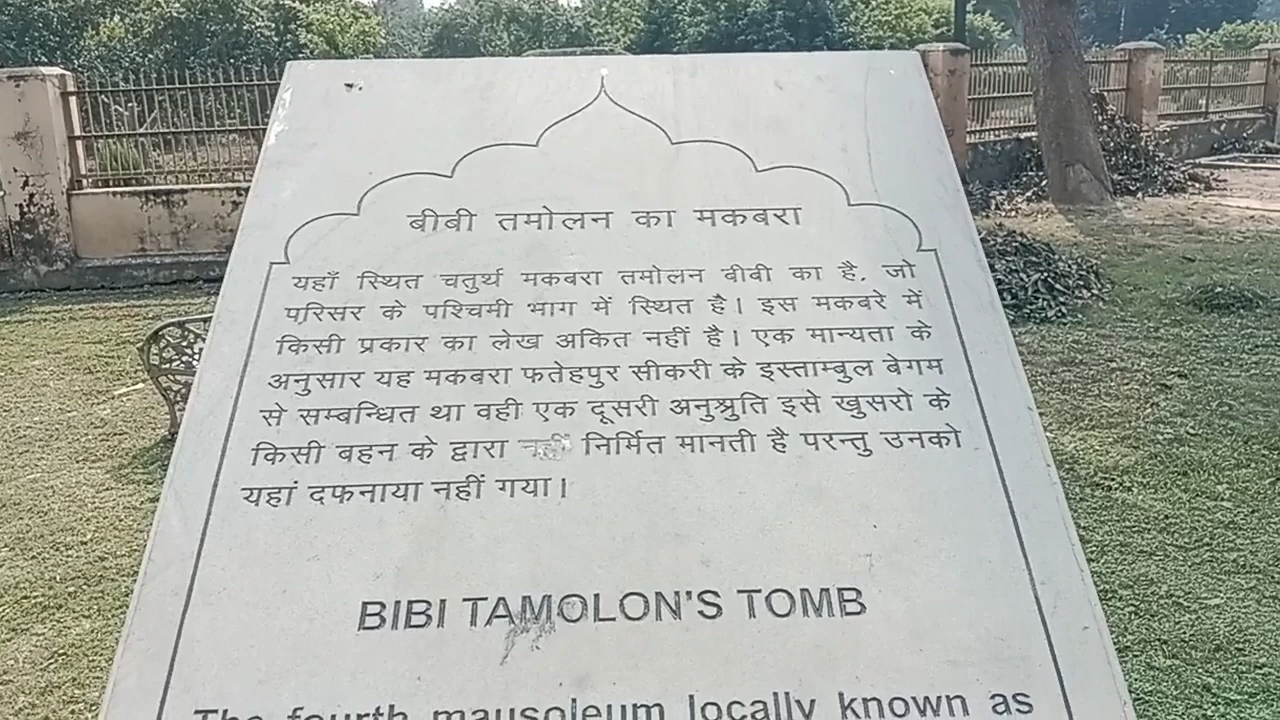 बीबी तमोलन का मकबरा
यहाँ स्थित चतुर्थ मकबरा तमोलन बीबी का है, जो
परिसर के पश्चिमी भाग में स्थित है। इस मकबरे में
किसी प्रकार का लेख अकित नहीं है। एक मान्यता के
अनुसार यह मकबरा फतेहपुर सीकरी के इस्ताम्बुल बेगम
से सम्बन्धित था वही एक दूसरी अनुश्रुति इसे खुसरो के
किसी बहन के द्वारा निर्मित मानती है परन्तु उनको
यहां दफनाया नहीं गया।
BIBI TAMOLON'S TOMB
The fourth mausoleum locally known as